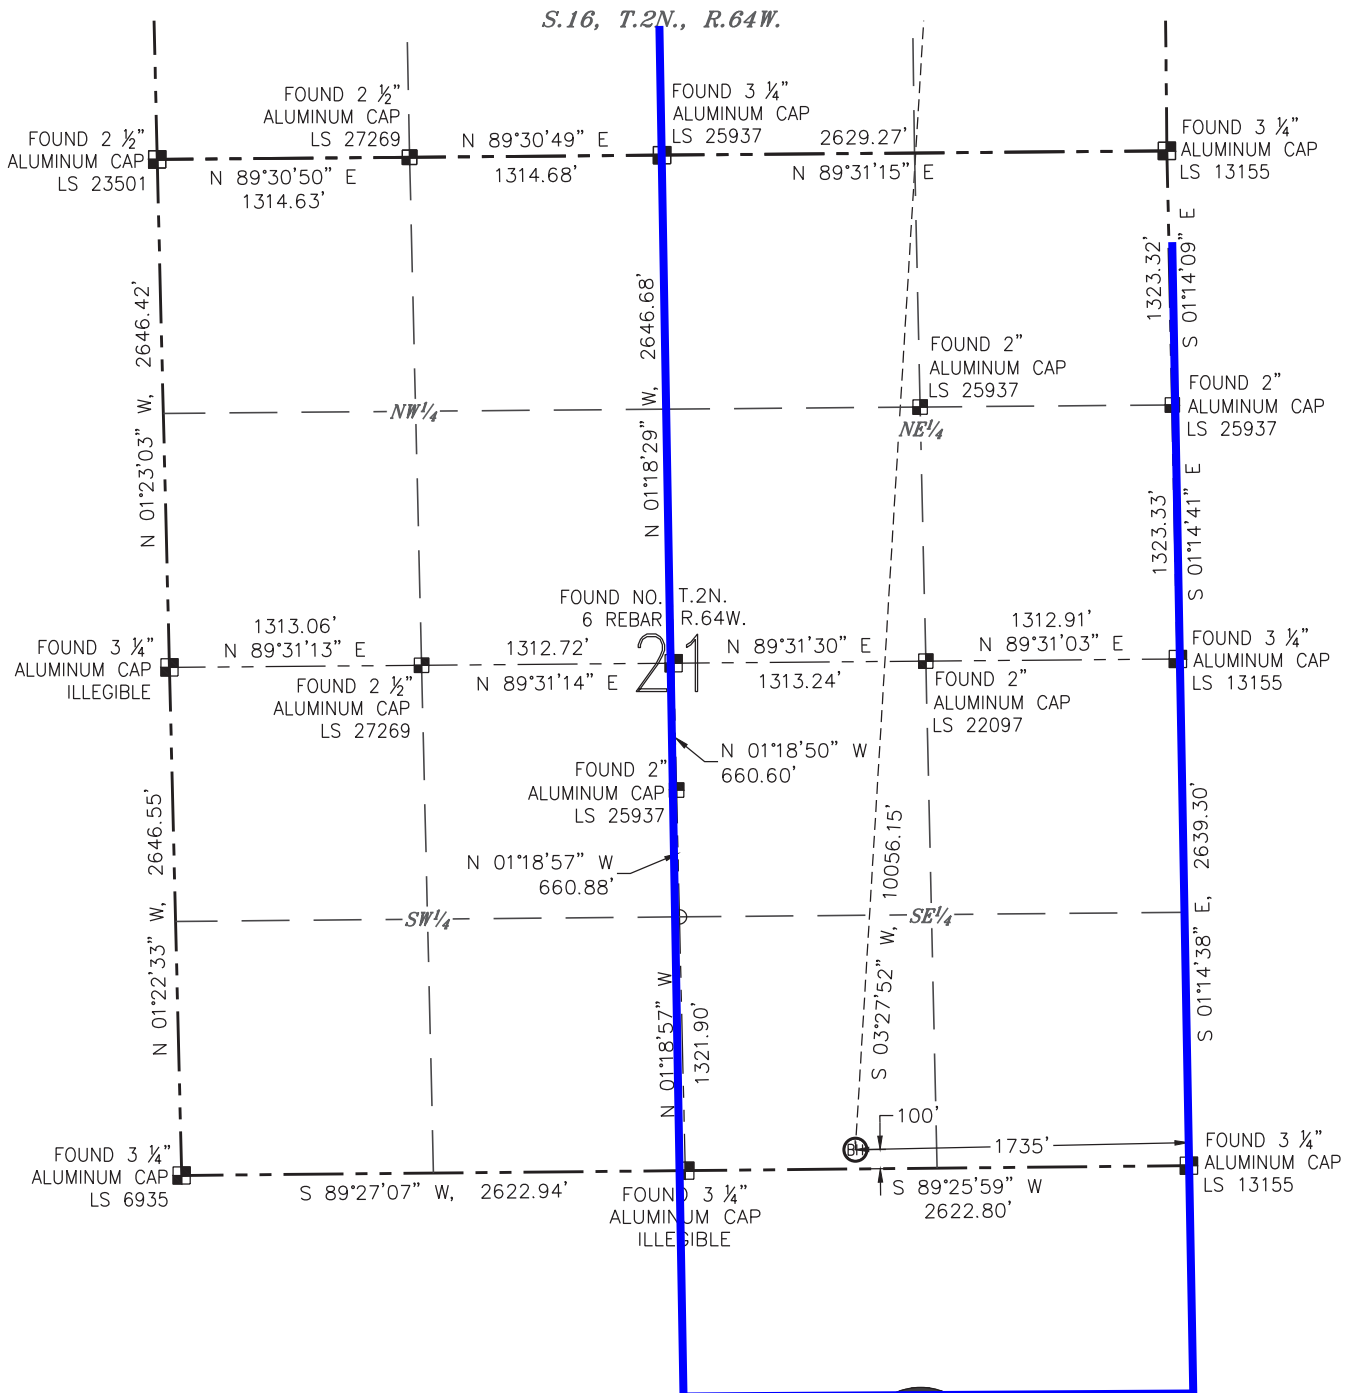 S.16, T.2N., R.64W.
FOUND 2 ½"
ALUMINUM CAP
LS 23501
FOUND 2 ½"
ALUMINUM CAP
LS 27269
FOUND 3 ¼"
ALUMINUM CAP
LS 25937
FOUND 3 ¼"
ALUMINUM CAP
LS 13155
N 89°30'50" E
1314.63'
N 89°30'49" E
1314.68'
2629.27'
N 89°31'15" E
N 01°23'03" W, 2646.42'
N 01°18'29" W, 2646.68'
1323.32'
S 01°14'09" E
FOUND 2"
ALUMINUM CAP
LS 25937
FOUND 2"
ALUMINUM CAP
LS 25937
NW¼
NE¼
1323.33'
S 01°14'41" E
FOUND NO. T.2N.
6 REBAR R.64W.
21
FOUND 3 ¼"
ALUMINUM CAP
ILLEGIBLE
1313.06'
N 89°31'13" E
1312.72'
N 89°31'14" E
N 89°31'30" E
1313.24'
1312.91'
N 89°31'03" E
FOUND 3 ¼"
ALUMINUM CAP
LS 13155
FOUND 2 ½"
ALUMINUM CAP
LS 27269
FOUND 2"
ALUMINUM CAP
LS 22097
N 01°18'50" W
660.60'
FOUND 2"
ALUMINUM CAP
LS 25937
N 01°18'57" W
660.88'
N 01°22'33" W, 2646.55'
SW¼
SE¼
S 03°27'52" W, 10056.15'
S 01°14'38" E, 2639.30'
N 01°18'57" W
1321.90'
100'
BH
1735'
FOUND 3 ¼"
ALUMINUM CAP
LS 6935
S 89°27'07" W, 2622.94'
FOUND 3 ¼"
ALUMINUM CAP
ILLEGIBLE
S 89°25'59" W
2622.80'
FOUND 3 ¼"
ALUMINUM CAP
LS 13155